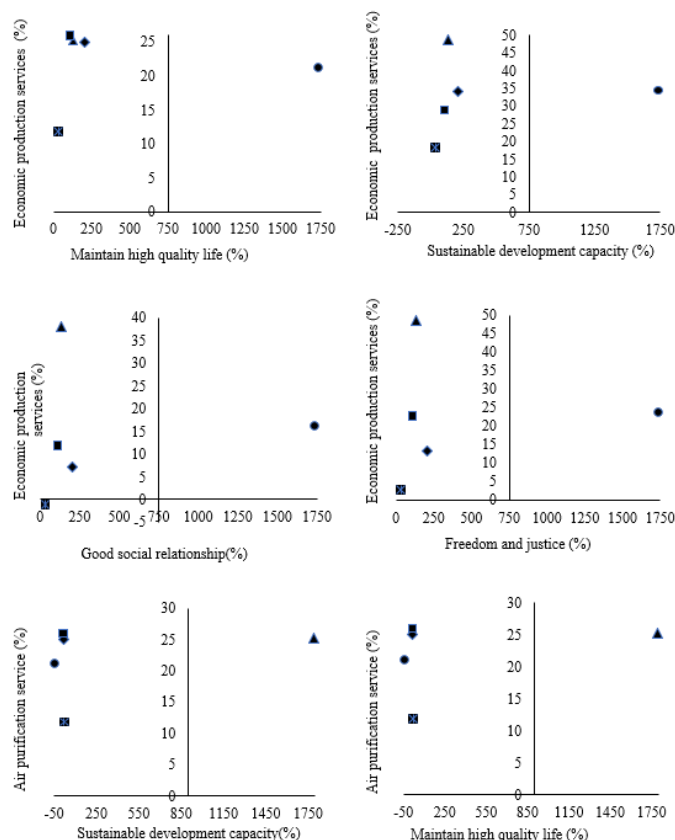 Economic production services (%)
25
20
15
10
5
0
0 250 500 750 1000 1250 1500 1750
Maintain high quality life (%)
Economic production services (%)
50
45
40
35
30
25
20
15
10
5
0
-250 250 750 1250 1750
Sustainable development capacity (%)
Economic production
services (%)
40
35
30
25
20
15
10
5
0
-5
0 250 500 750 1000 1250 1500 1750
Good social relationship(%)
Economic production services (%)
50
45
40
35
30
25
20
15
10
5
0
0 250 500 750 1000 1250 1500 1750
Freedom and justice (%)
Air purification service (%)
30
25
20
15
10
5
0
-50 250 550 850 1150 1450 1750
Sustainable development capacity(%)
Air purification service (%)
30
25
20
15
10
5
0
-50 250 550 850 1150 1450 1750
Maintain high quality life (%)